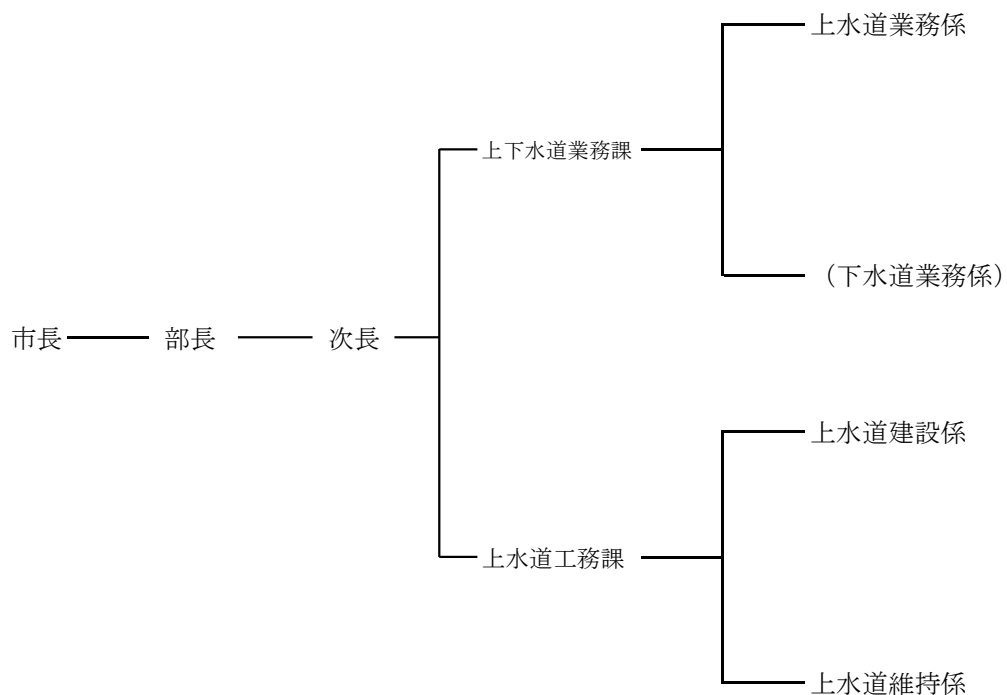 上水道業務係
上下水道業務課
（下水道業務係）
市長
部長
次長
上水道建設係
上水道工務課
上水道維持係